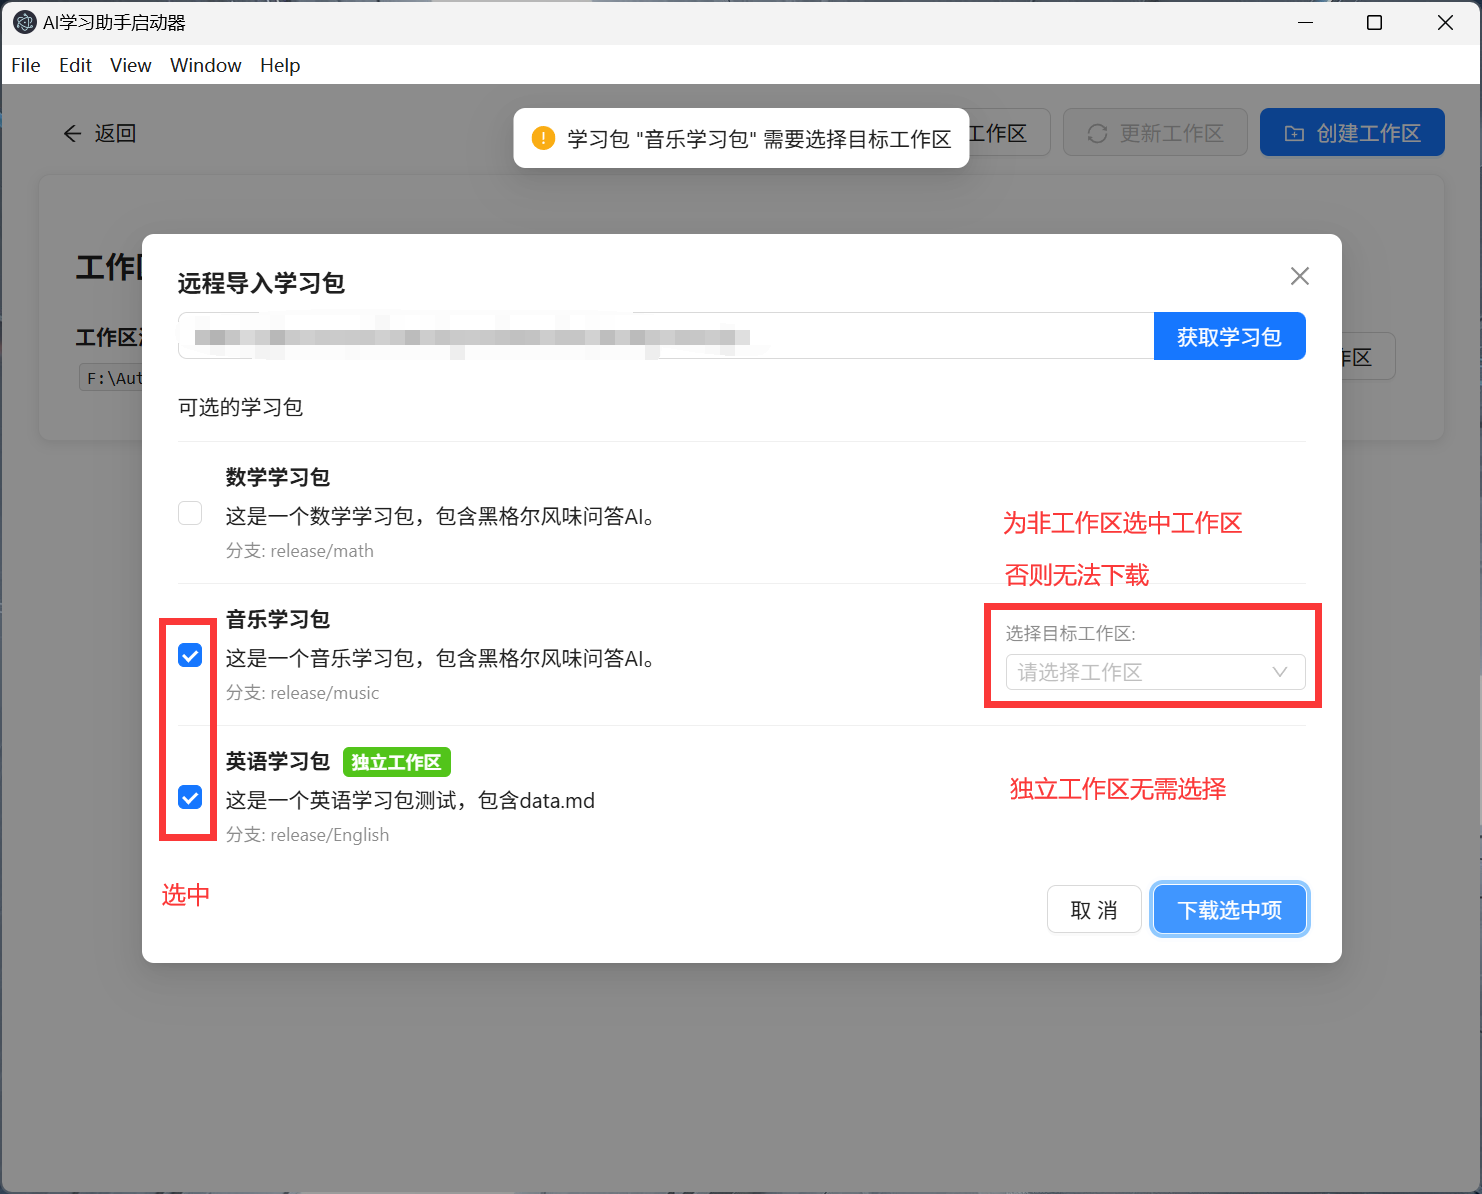 AI学习助手启动器
File Edit View Window Help
返回
学习包 "音乐学习包" 需要选择目标工作区
工作区
更新工作区
创建工作区
工作
远程导入学习包
工作区
获取学习包
F:\Aut
作区
可选的学习包
数学学习包
这是一个数学学习包，包含黑格尔风味问答AI。
分支: release/math
为非工作区选中工作区
否则无法下载
音乐学习包
这是一个音乐学习包，包含黑格尔风味问答AI。
分支: release/music
选择目标工作区:
请选择工作区
英语学习包 独立工作区
这是一个英语学习包测试，包含data.md
分支: release/English
独立工作区无需选择
选中
取 消
下载选中项